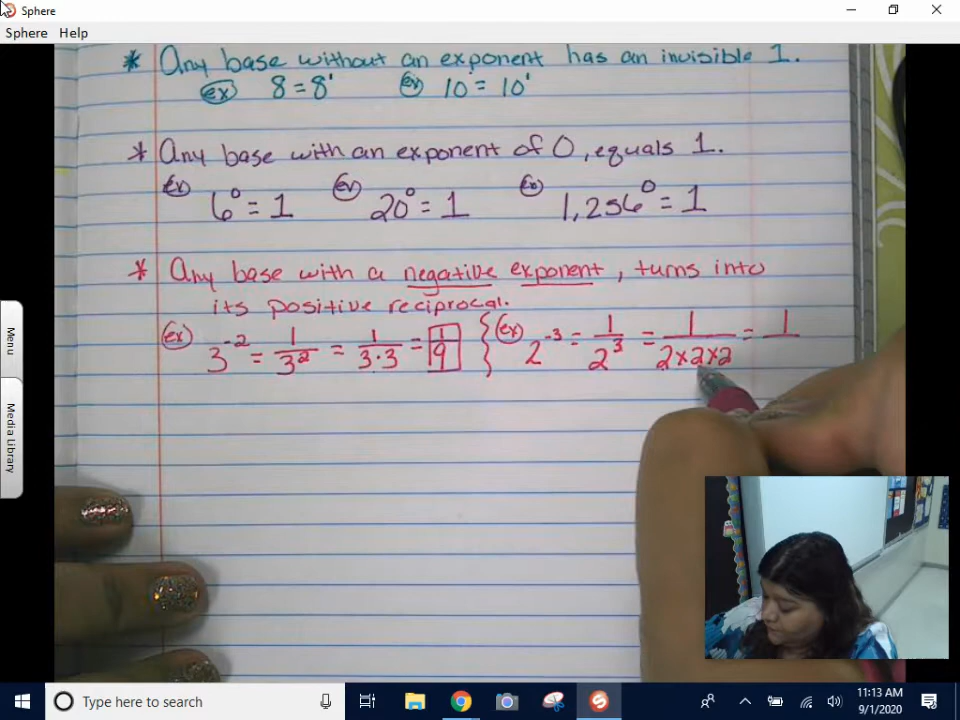 Sphere
Sphere Help
* Any base without an exponent has an invisible 1.
ex 8 = 8¹ ex 10 = 10¹
* Any base with an exponent of 0, equals 1.
ex 6⁰ = 1 ex 20⁰ = 1 ex 1,256⁰ = 1
* Any base with a negative exponent, turns into
its positive reciprocal.
ex 3⁻² = 1/3² = 1/3·3 = 1/9 { ex 2⁻³ = 1/2³ = 1/2×2×2 = 1/
Menu
Media Library
Type here to search
11:13 AM
9/1/2020